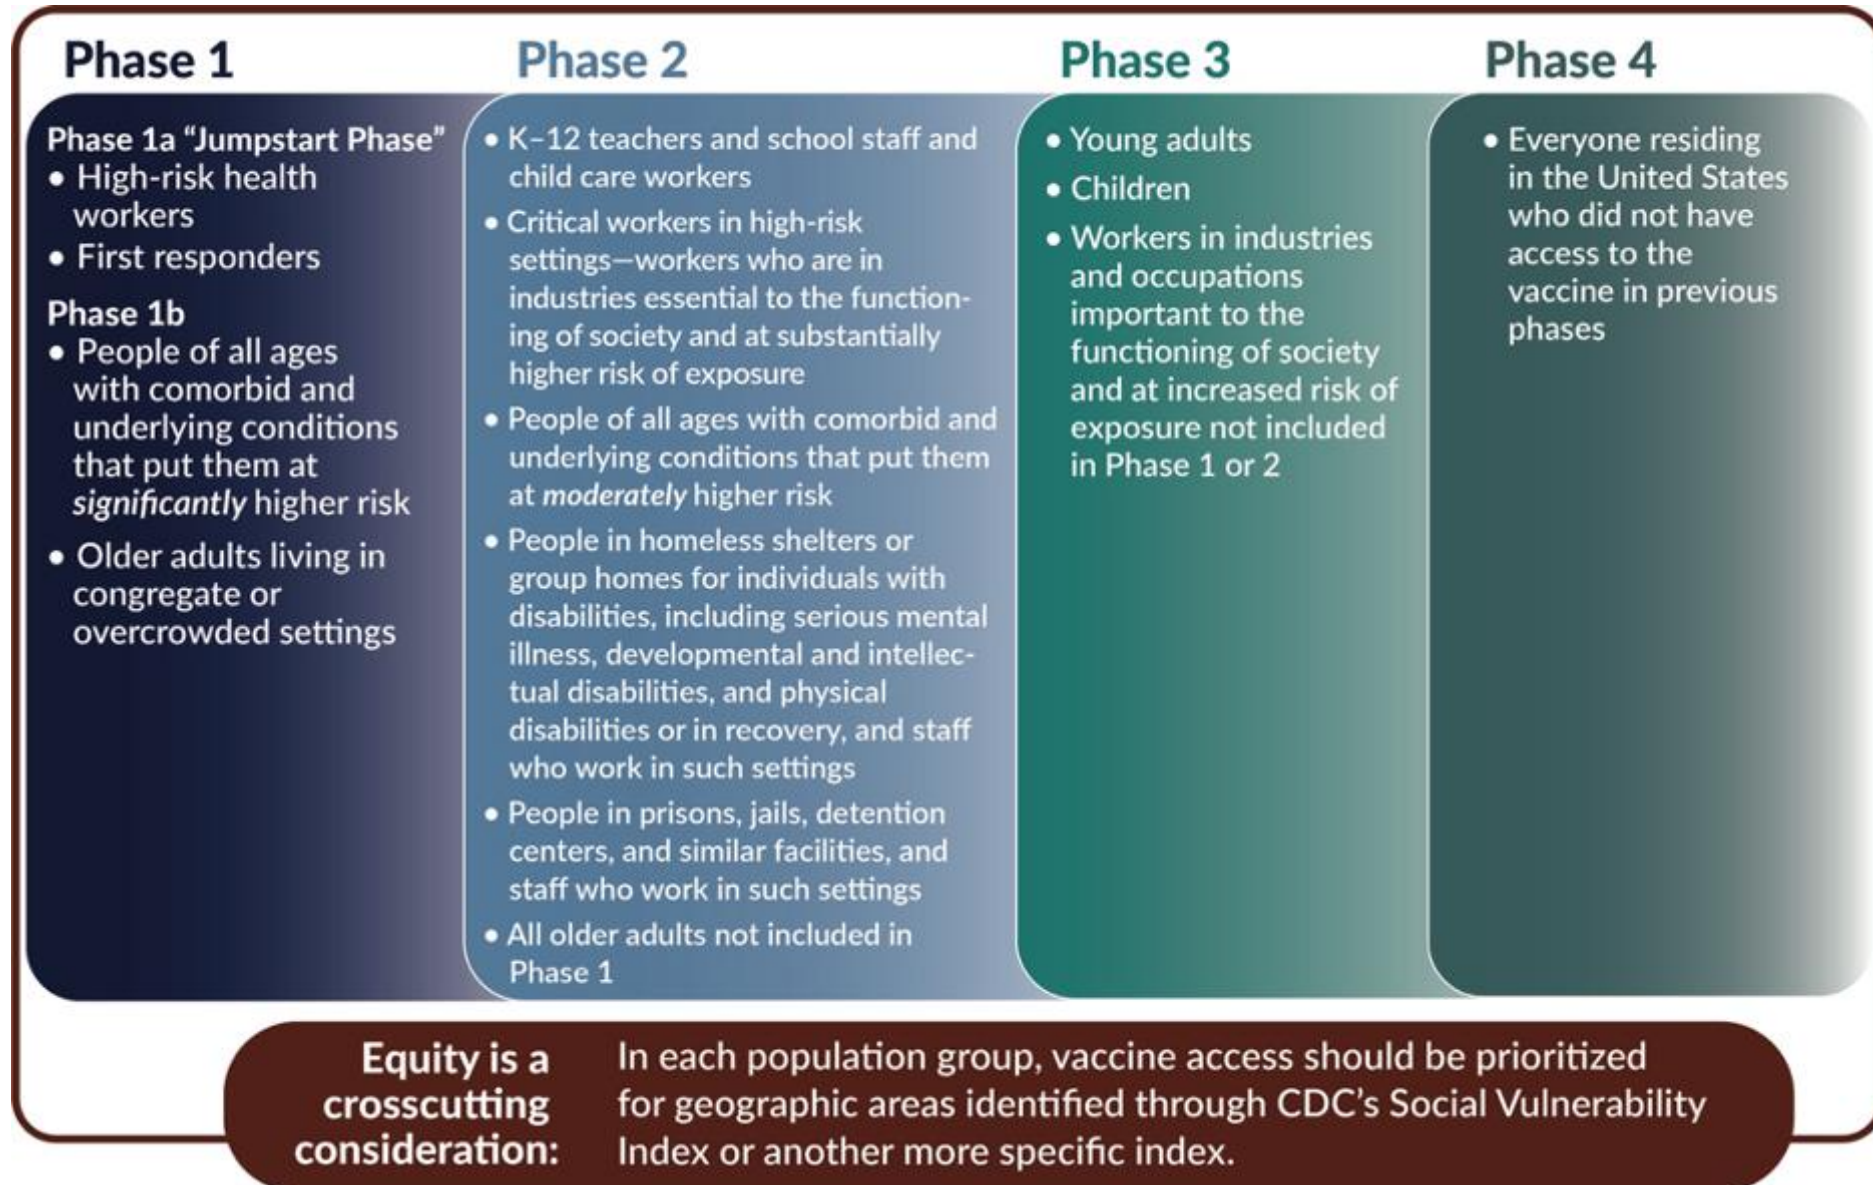 Phase 1
Phase 1a “Jumpstart Phase”
• High-risk health
workers
• First responders
Phase 1b
• People of all ages
with comorbid and
underlying conditions
that put them at
significantly higher risk
• Older adults living in
congregate or
overcrowded settings
Phase 2
• K–12 teachers and school staff and
child care workers
• Critical workers in high-risk
settings—workers who are in
industries essential to the function-
ing of society and at substantially
higher risk of exposure
• People of all ages with comorbid and
underlying conditions that put them
at moderately higher risk
• People in homeless shelters or
group homes for individuals with
disabilities, including serious mental
illness, developmental and intellec-
tual disabilities, and physical
disabilities or in recovery, and staff
who work in such settings
• People in prisons, jails, detention
centers, and similar facilities, and
staff who work in such settings
• All older adults not included in
Phase 1
Phase 3
• Young adults
• Children
• Workers in industries
and occupations
important to the
functioning of society
and at increased risk of
exposure not included
in Phase 1 or 2
Phase 4
• Everyone residing
in the United States
who did not have
access to the
vaccine in previous
phases
Equity is a
crosscutting
consideration:
In each population group, vaccine access should be prioritized
for geographic areas identified through CDC’s Social Vulnerability
Index or another more specific index.